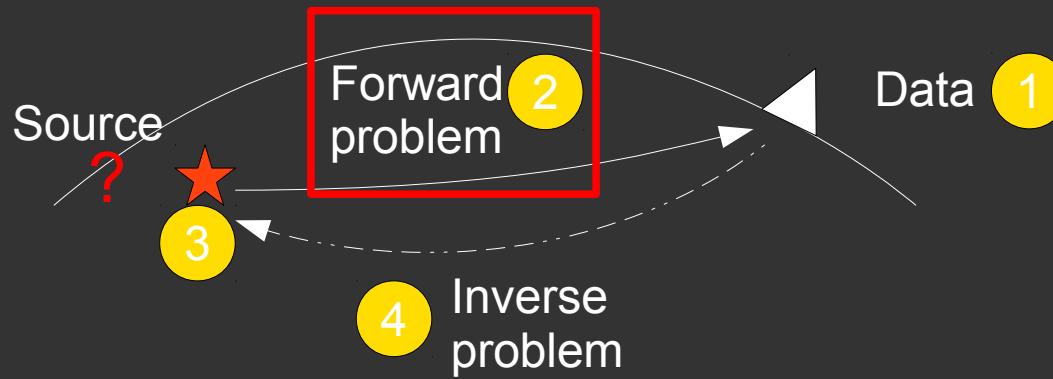 Forward 2
problem
Data 1
Source
?
3
4
Inverse
problem